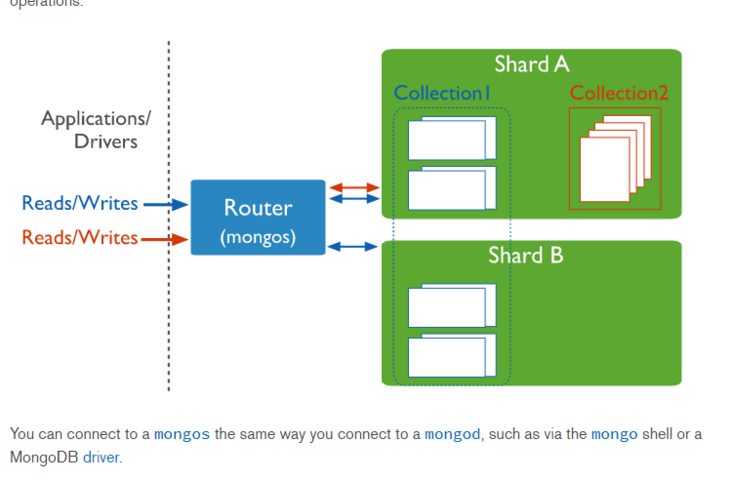 operations.
Shard A
Collection1
Collection2
Applications/
Drivers
Reads/Writes
Router
Reads/Writes
(mongos)
Shard B
You can connect to a mongos the same way you connect to a mongod, such as via the mongo shell or a
MongoDB driver.